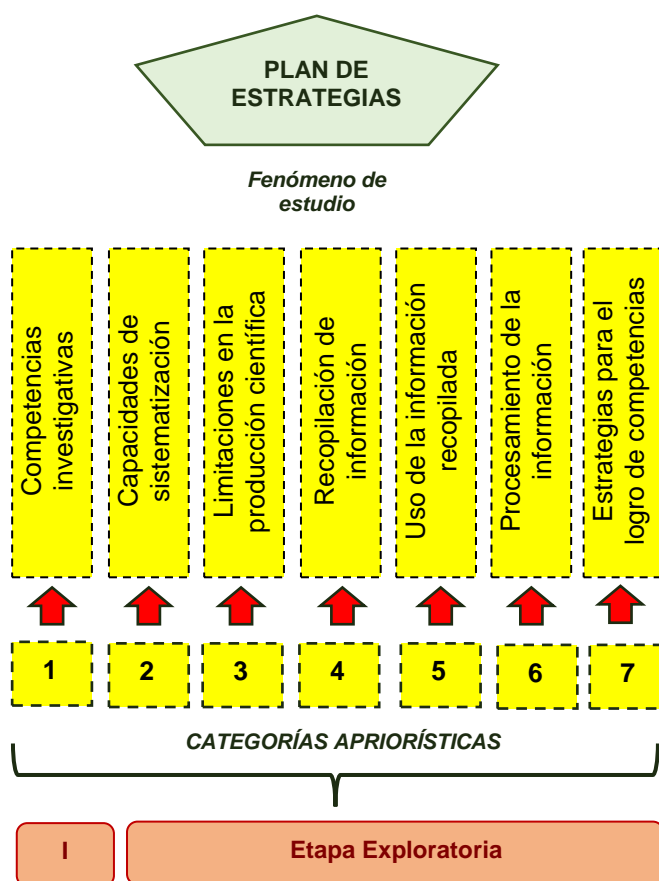 PLAN DE
ESTRATEGIAS
Fenómeno de
estudio
Competencias
investigativas
Capacidades de
sistematización
Limitaciones en la
producción científica
Recopilación de
información
Uso de la información
recopilada
Procesamiento de la
información
Estrategias para el
logro de competencias
1
2
3
4
5
6
7
CATEGORÍAS APRIORÍSTICAS
I
Etapa Exploratoria